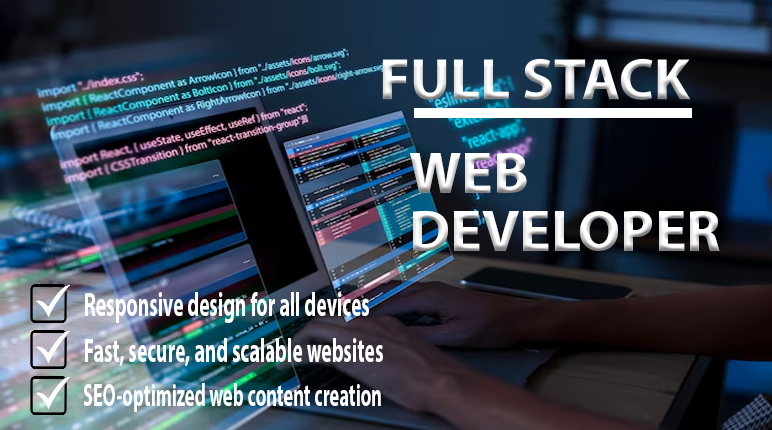 import "../index.css";
import { ReactComponent as ArrowIcon } from "../assets/icons/arrow.svg";
import { ReactComponent as BoltIcon } from "../assets/icons/bolt.svg";
import { ReactComponent as RightArrowIcon } from "../assets/icons/right-arrow.svg
import React, { useState, useEffect, useRef } from "react";
import { CSSTransition } from "react-transition-group"
FULL STACK
"react-app",
WEB
DEVELOPER
Responsive design for all devices
Fast, secure, and scalable websites
SEO-optimized web content creation